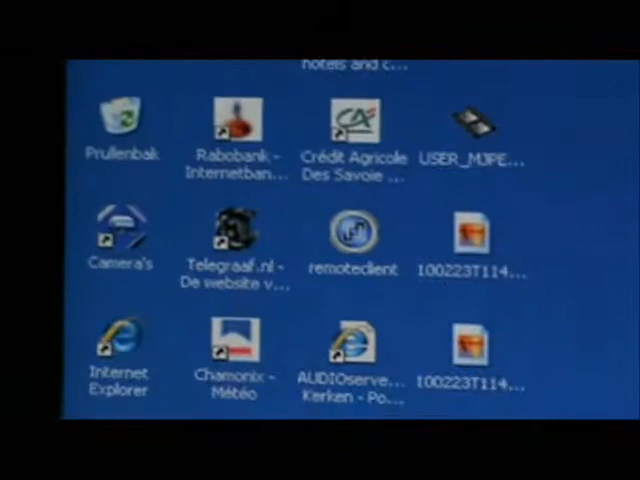 hotels and c...
Prullenbak
Rabobank -
Internetban...
Crédit Agricole
Des Savoie ...
USER_MJPE...
Camera's
Telegraaf.nl -
De website v...
remoteclient
100223T114...
Internet
Explorer
Chamonix -
Météo
AUDIOserve...
Kerken - Po...
100223T114...